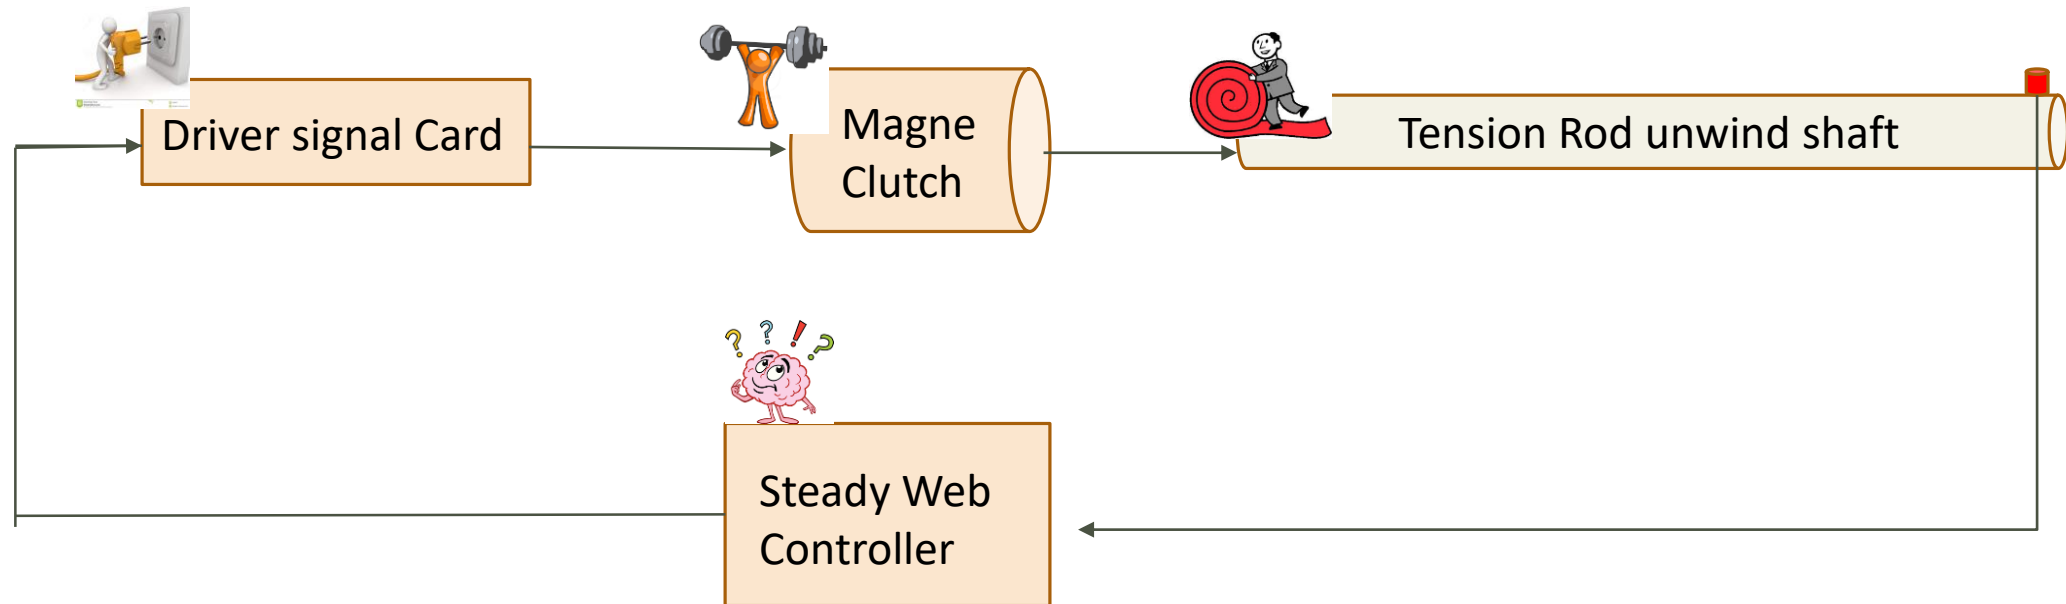 Driver signal Card
Magne
Clutch
Tension Rod unwind shaft
? ? ! ?
Steady Web
Controller